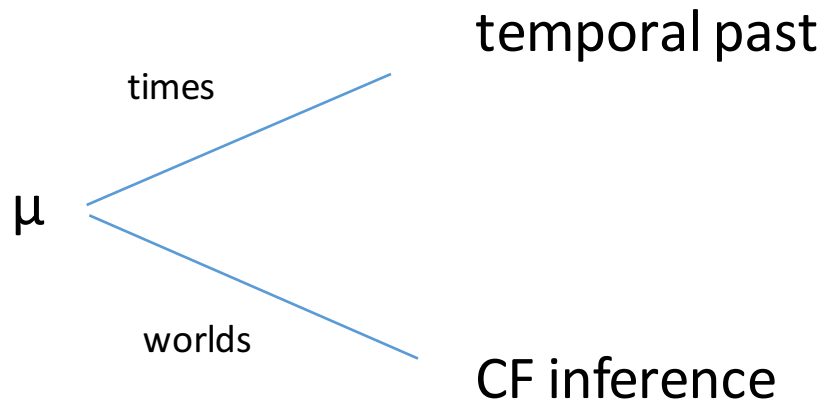 temporal past
times
μ
worlds
CF inference